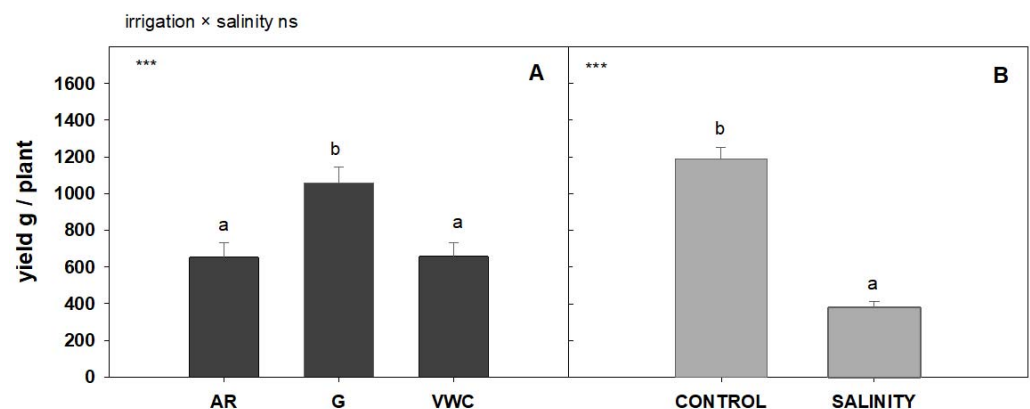 irrigation × salinity ns
***
A
***
B
1600
1400
1200
1000
800
600
400
200
0
yield g / plant
a
b
a
b
a
AR
G
VWC
CONTROL
SALINITY